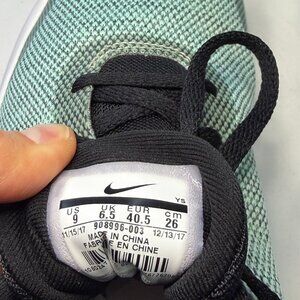 YS
US UK EUR cm
9 6.5 40.5 26
11/15/17 908996-003 12/13/17
MADE IN CHINA
FABRIQUÉ EN CHINE